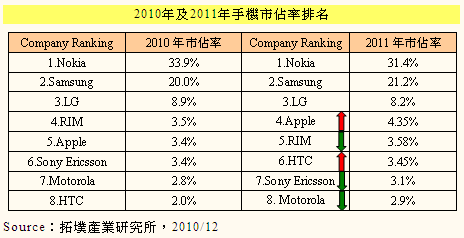 2010年及2011年手機市佔率排名
Company Ranking 2010 年市佔率 Company Ranking 2011 年市佔率
1.Nokia 33.9% 1.Nokia 31.4%
2.Samsung 20.0% 2.Samsung 21.2%
3.LG 8.9% 3.LG 8.2%
4.RIM 3.5% 4.Apple 4.35%
5.Apple 3.4% 5.RIM 3.58%
6.Sony Ericsson 3.4% 6.HTC 3.45%
7.Motorola 2.8% 7.Sony Ericsson 3.1%
8.HTC 2.0% 8. Motorola 2.9%
Source：拓墣產業研究所，2010/12